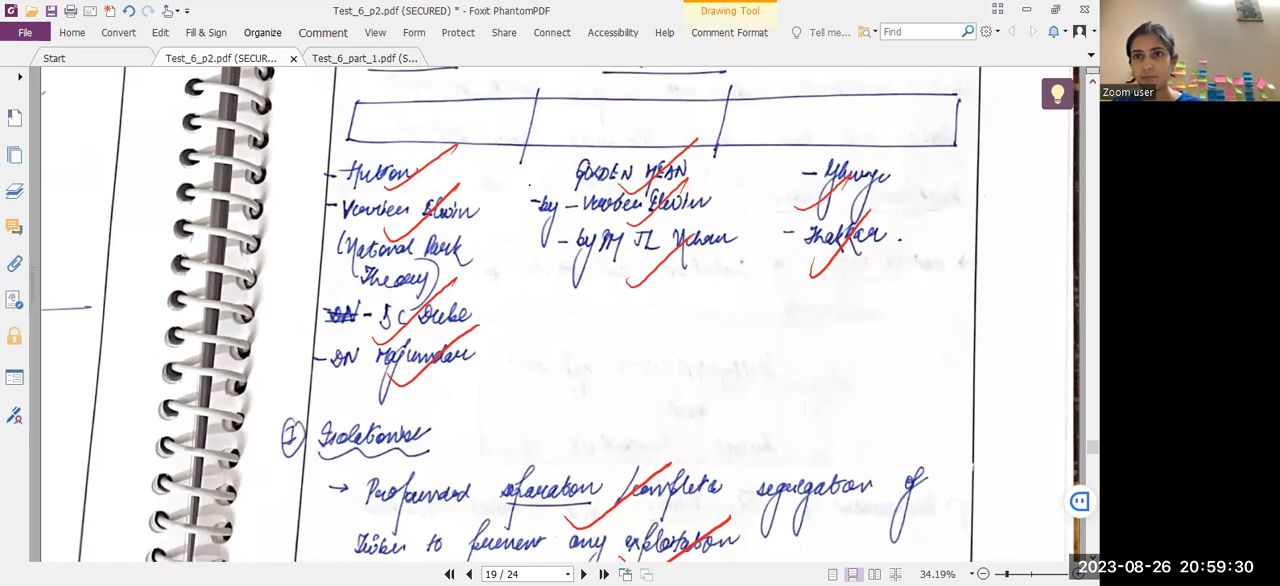 Test_6_p2.pdf (SECURED) * - Foxit PhantomPDF
Drawing Tool
File Home Convert Edit Fill & Sign Organize Comment View Form Protect Share Connect Accessibility Help Comment Format Tell me... Find
Start Test_6_p2.pdf (SECUR... Test_6_part_1.pdf (S...
Zoom user
- Hutton
- Verrier Elwin
(National Park
Theory)
- SC Dube
- DN Majumdar
GOLDEN MEAN
- by - Verrier Elwin
- by PM JL Nehru
- Ghurye
- Thakkar.
I Isolationist
→ Profounded separation / complete segregation of
Tribes to prevent any exploitation
19 / 24
34.19%
2023-08-26 20:59:30